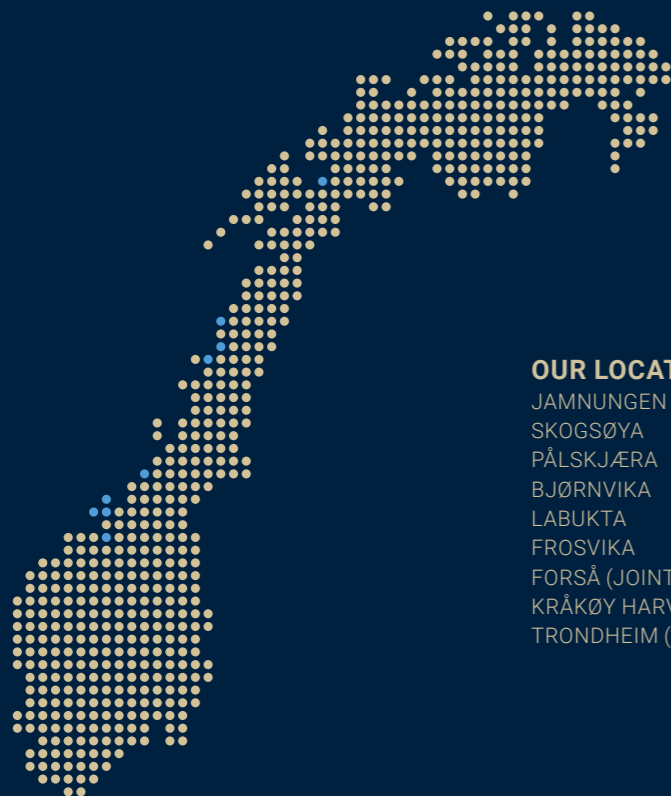 OUR LOCAT
JAMNUNGEN
SKOGSØYA
PÅLSKJÆRA
BJØRNVIKA
LABUKTA
FROSVIKA
FORSÅ (JOINT
KRÅKØY HARV
TRONDHEIM (